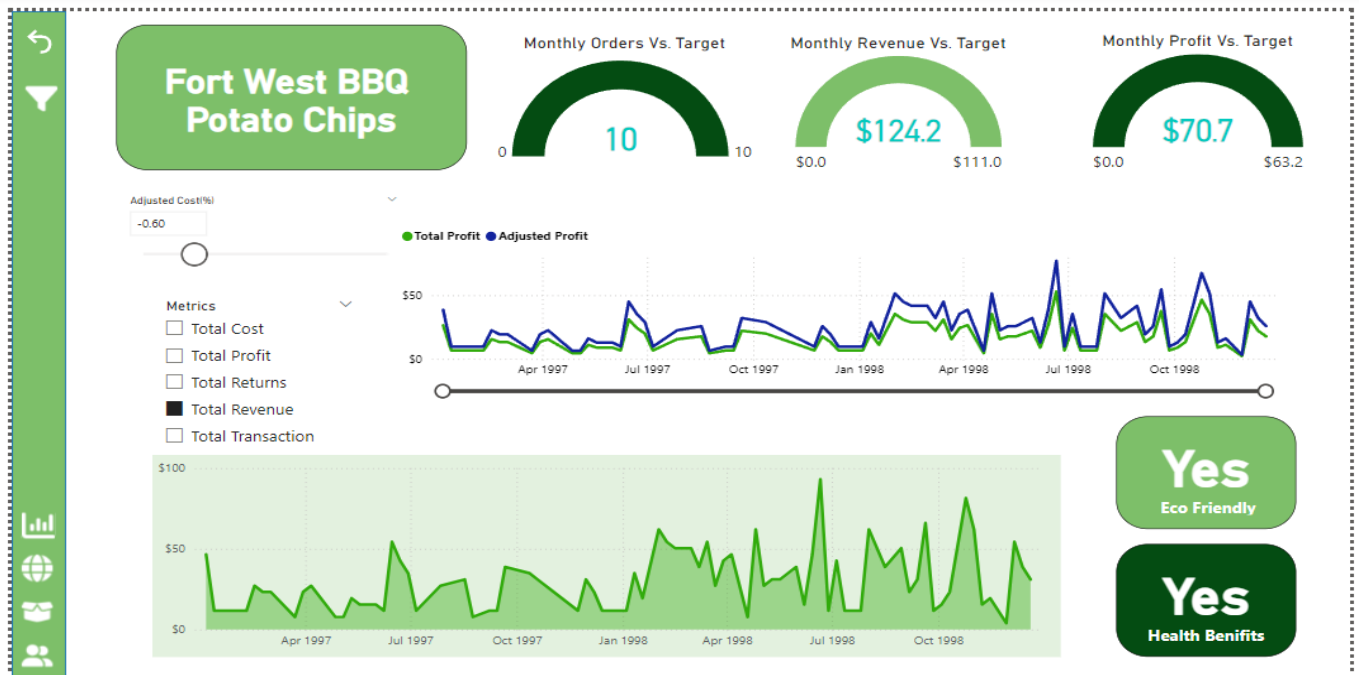 Fort West BBQ
Potato Chips
Monthly Orders Vs. Target
10
0
10
Monthly Revenue Vs. Target
$124.2
$0.0
$111.0
Monthly Profit Vs. Target
$70.7
$0.0
$63.2
Adjusted Cost(%)
-0.60
Metrics
Total Cost
Total Profit
Total Returns
Total Revenue
Total Transaction
Total Profit Adjusted Profit
$50
$0
Apr 1997 Jul 1997 Oct 1997 Jan 1998 Apr 1998 Jul 1998 Oct 1998
$100
$50
$0
Apr 1997 Jul 1997 Oct 1997 Jan 1998 Apr 1998 Jul 1998 Oct 1998
Yes
Eco Friendly
Yes
Health Benifits